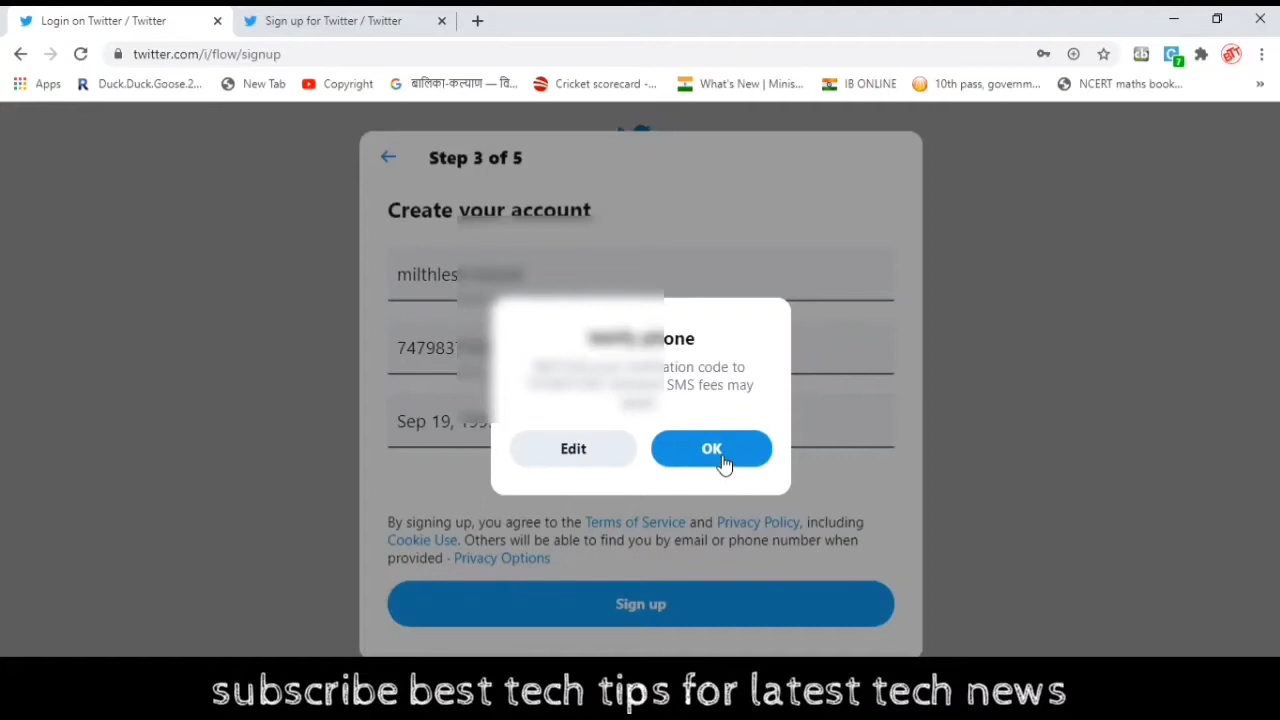 Login on Twitter / Twitter
Sign up for Twitter / Twitter
twitter.com/i/flow/signup
Apps
Duck.Duck.Goose.2...
New Tab
Copyright
बालिका-कल्याण — वि...
Cricket scorecard -...
What's New | Minis...
IB ONLINE
10th pass, governm...
NCERT maths book...
»
Step 3 of 5
Create your account
milthles
747983
one
ation code to
SMS fees may
Sep 19,
Edit
OK
By signing up, you agree to the Terms of Service and Privacy Policy, including
Cookie Use. Others will be able to find you by email or phone number when
provided · Privacy Options
Sign up
subscribe best tech tips for latest tech news